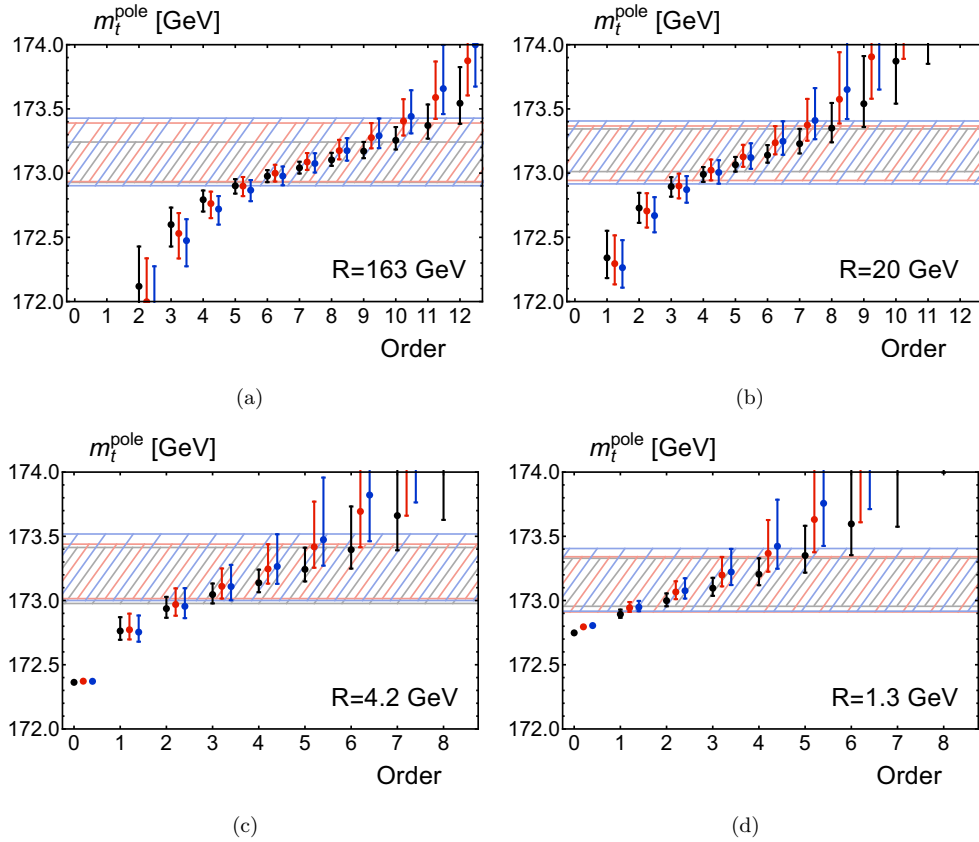 m_t^pole [GeV]
174.0
173.5
173.0
172.5
172.0
R=163 GeV
0 1 2 3 4 5 6 7 8 9 10 11 12
Order
(a)
m_t^pole [GeV]
174.0
173.5
173.0
172.5
172.0
R=20 GeV
0 1 2 3 4 5 6 7 8 9 10 11 12
Order
(b)
m_t^pole [GeV]
174.0
173.5
173.0
172.5
172.0
R=4.2 GeV
0 1 2 3 4 5 6 7 8
Order
(c)
m_t^pole [GeV]
174.0
173.5
173.0
172.5
172.0
R=1.3 GeV
0 1 2 3 4 5 6 7 8
Order
(d)